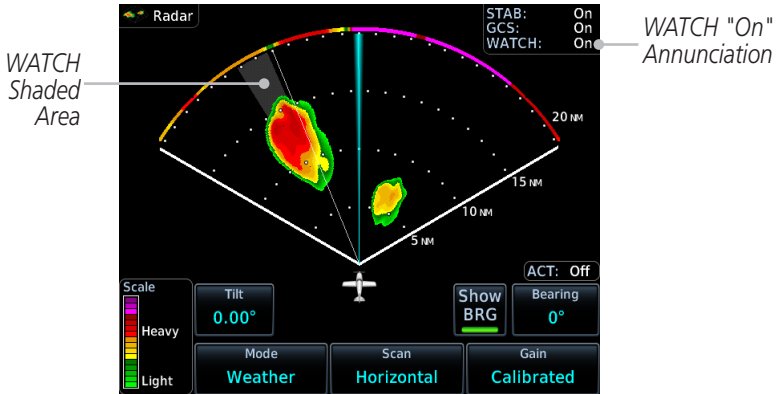 Radar
STAB: On
GCS: On
WATCH: On
WATCH "On"
Annunciation
WATCH
Shaded
Area
20 NM
15 NM
10 NM
5 NM
ACT: Off
Scale
Heavy
Light
Tilt
0.00°
Show
BRG
Bearing
0°
Mode
Weather
Scan
Horizontal
Gain
Calibrated